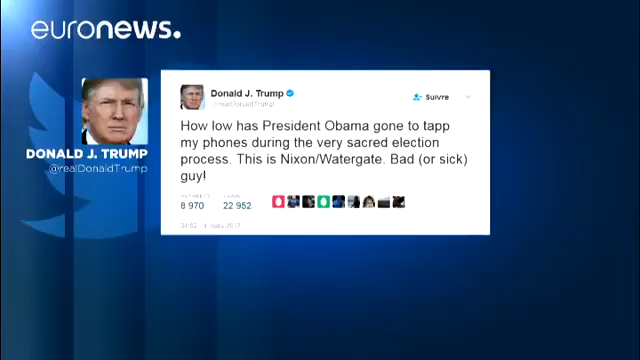 euronews.
Donald J. Trump
@realDonaldTrump
Suivre
How low has President Obama gone to tapp
my phones during the very sacred election
process. This is Nixon/Watergate. Bad (or sick)
guy!
8 970
22 952
DONALD J. TRUMP
@realDonaldTrump